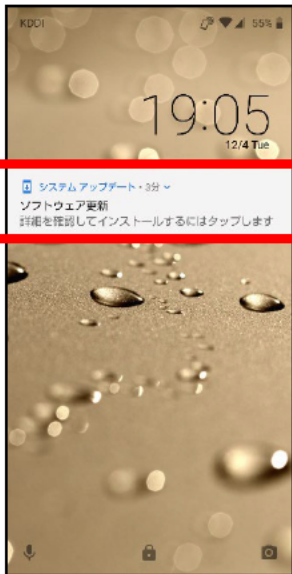 KDDI 55%
19:05
12/4 Tue
システム アップデート・3分
ソフトウェア更新
詳細を確認してインストールするにはタップします